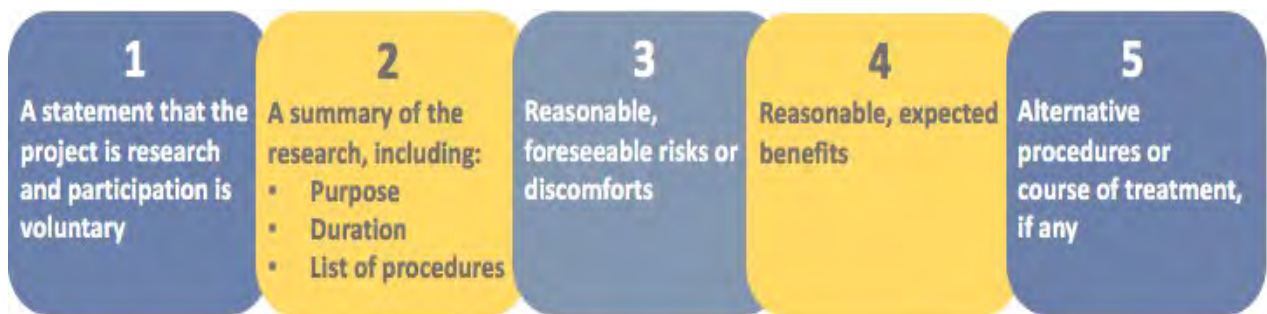 1
A statement that the
project is research
and participation is
voluntary
2
A summary of the
research, including:
• Purpose
• Duration
• List of procedures
3
Reasonable,
foreseeable risks or
discomforts
4
Reasonable, expected
benefits
5
Alternative
procedures or
course of treatment,
if any